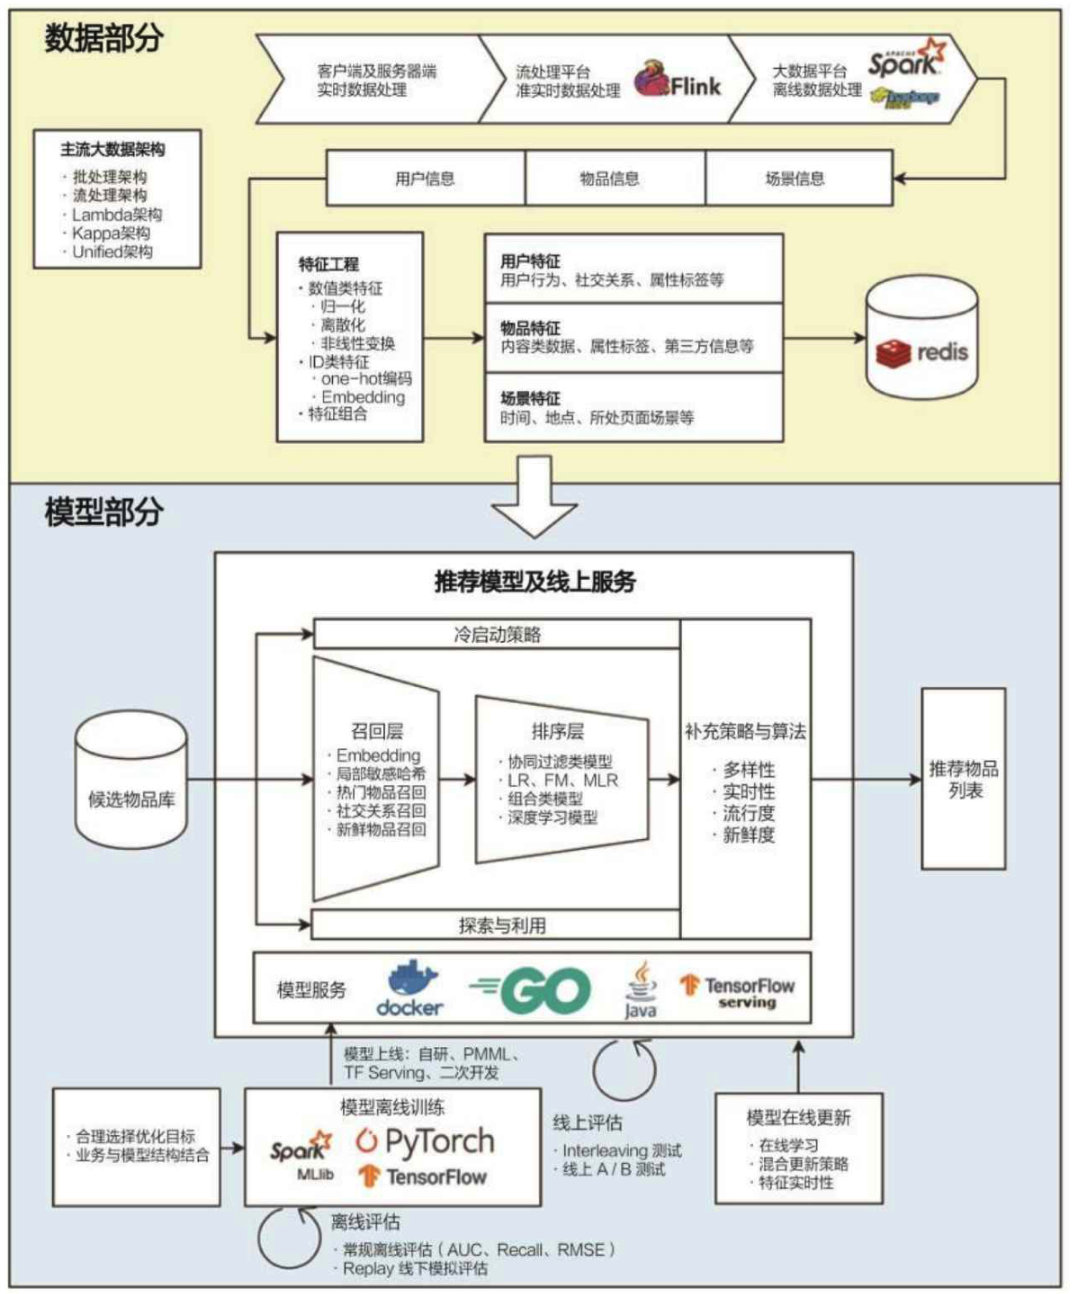 数据部分
客户端及服务器端
实时数据处理
流处理平台
准实时数据处理
Flink
大数据平台
离线数据处理
APACHE
Spark
hadoop
主流大数据架构
· 批处理架构
· 流处理架构
· Lambda架构
· Kappa架构
· Unified架构
用户信息
物品信息
场景信息
特征工程
· 数值类特征
· 归一化
· 离散化
· 非线性变换
· ID类特征
· one-hot编码
· Embedding
· 特征组合
用户特征
用户行为、社交关系、属性标签等
物品特征
内容类数据、属性标签、第三方信息等
场景特征
时间、地点、所处页面场景等
redis
模型部分
推荐模型及线上服务
冷启动策略
候选物品库
召回层
· Embedding
· 局部敏感哈希
· 热门物品召回
· 社交关系召回
· 新鲜物品召回
排序层
· 协同过滤类模型
· LR、FM、MLR
· 组合类模型
· 深度学习模型
补充策略与算法
· 多样性
· 实时性
· 流行度
· 新鲜度
推荐物品
列表
探索与利用
模型服务
docker
GO
Java
TensorFlow
serving
模型上线：自研、PMML、
TF Serving、二次开发
· 合理选择优化目标
· 业务与模型结构结合
模型离线训练
Spark
MLlib
PyTorch
TensorFlow
线上评估
· Interleaving 测试
· 线上 A / B 测试
模型在线更新
· 在线学习
· 混合更新策略
· 特征实时性
离线评估
· 常规离线评估（AUC、Recall、RMSE）
· Replay 线下模拟评估